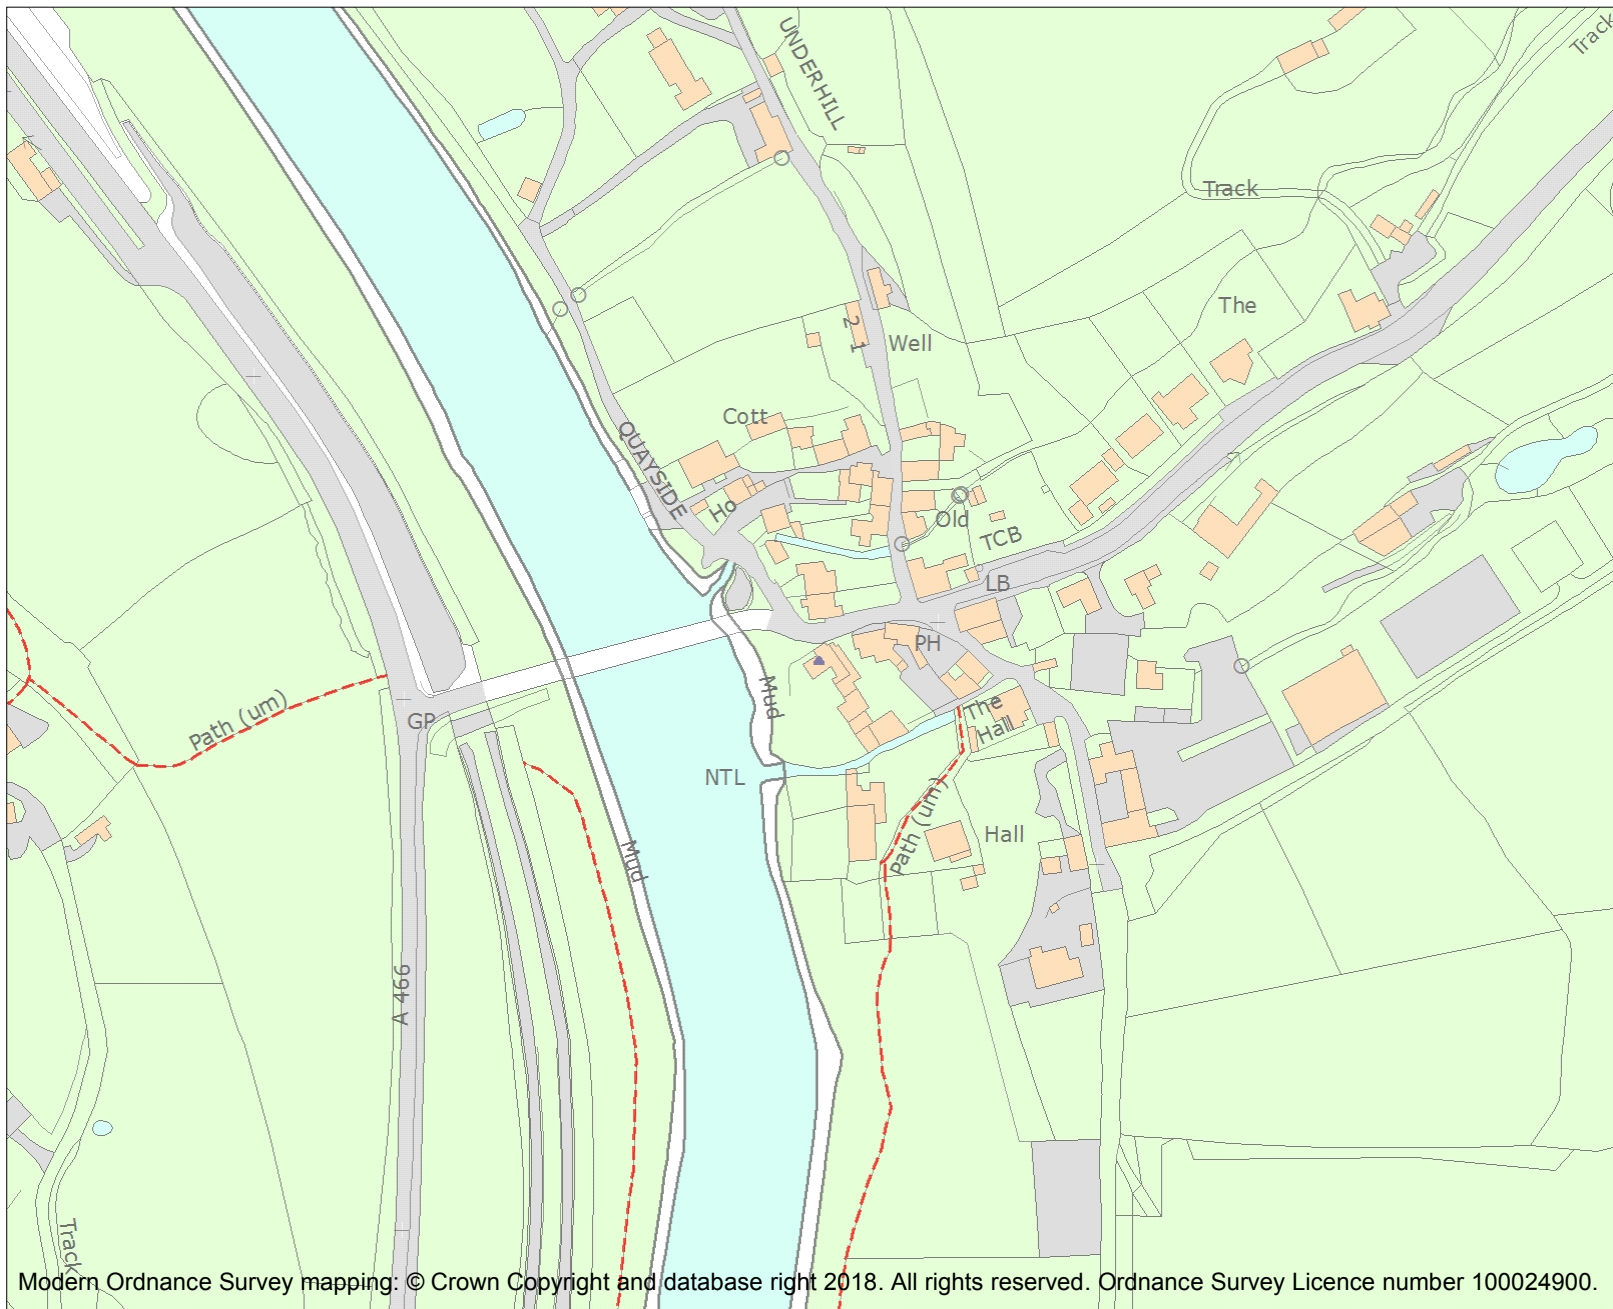 UNDERHILL
Track
Track
The
2 1
Well
Cott
QUAYSIDE
Ho
Old
TCB
LB
PH
Mud
Path (um)
GP
The
Hall
NTL
Path (um)
Hall
Mud
A 466
Track
Modern Ordnance Survey mapping: © Crown Copyright and database right 2018. All rights reserved. Ordnance Survey Licence number 100024900.